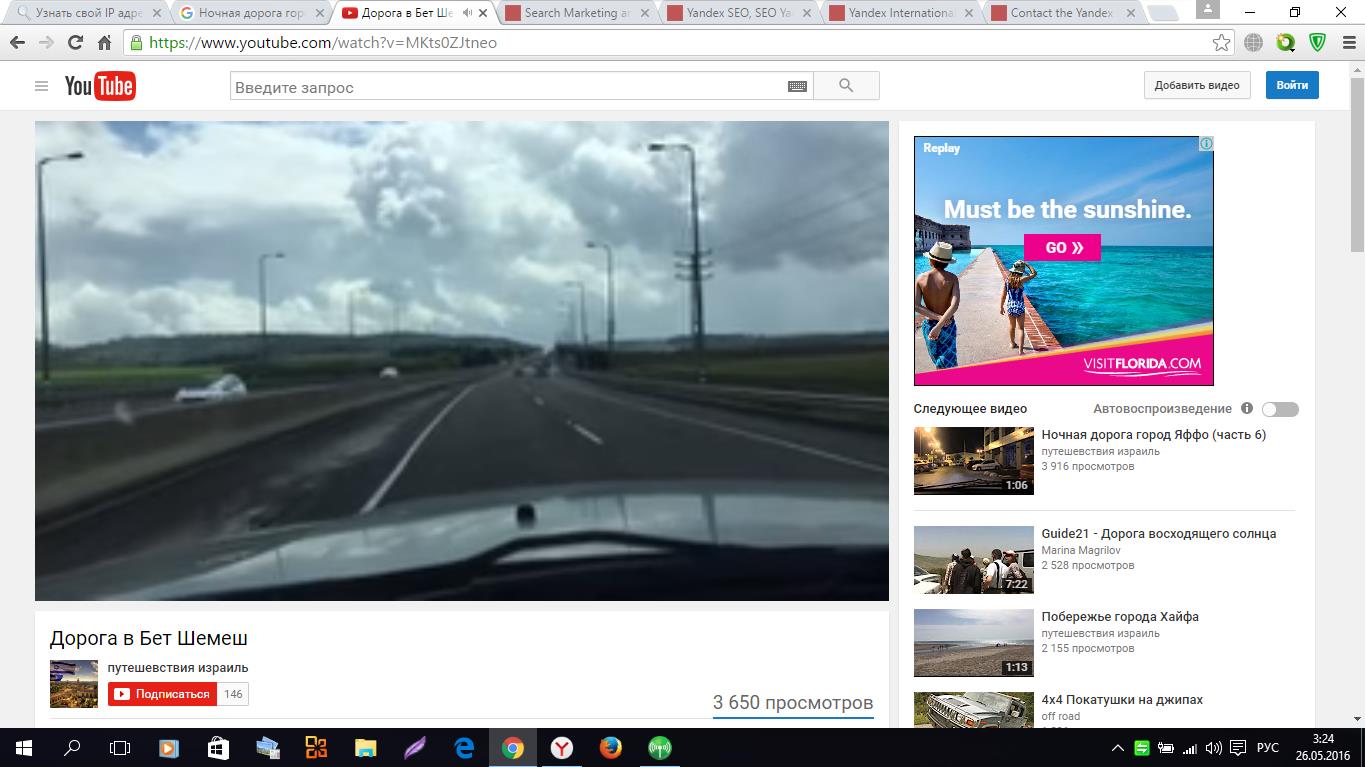 Узнать свой IP адре
Ночная дорога гор
Дорога в Бет Ше
Search Marketing a
Yandex SEO, SEO Ya
Yandex Internationa
Contact the Yandex
https://www.youtube.com/watch?v=MKts0ZJtneo
YouTube
Введите запрос
Добавить видео
Войти
Replay
Must be the sunshine.
GO »
VISITFLORIDA.COM
Следующее видео
Автовоспроизведение
Ночная дорога город Яффо (часть 6)
путешествия израиль
3 916 просмотров
1:06
Guide21 - Дорога восходящего солнца
Marina Magrilov
2 528 просмотров
7:22
Побережье города Хайфа
путешествия израиль
2 155 просмотров
1:13
4x4 Покатушки на джипах
off road
Дорога в Бет Шемеш
путешествия израиль
Подписаться 146
3 650 просмотров
РУС
3:24
26.05.2016